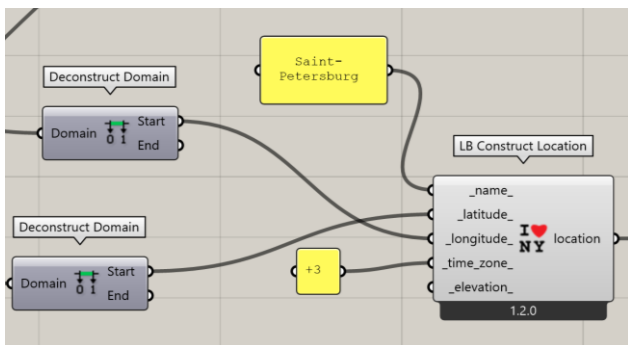 Saint-
Petersburg
Deconstruct Domain
Domain
0 1
Start
End
LB Construct Location
_name_
_latitude_
_longitude_
_time_zone_
_elevation_
I
NY
location
1.2.0
Deconstruct Domain
Domain
0 1
Start
End
+3